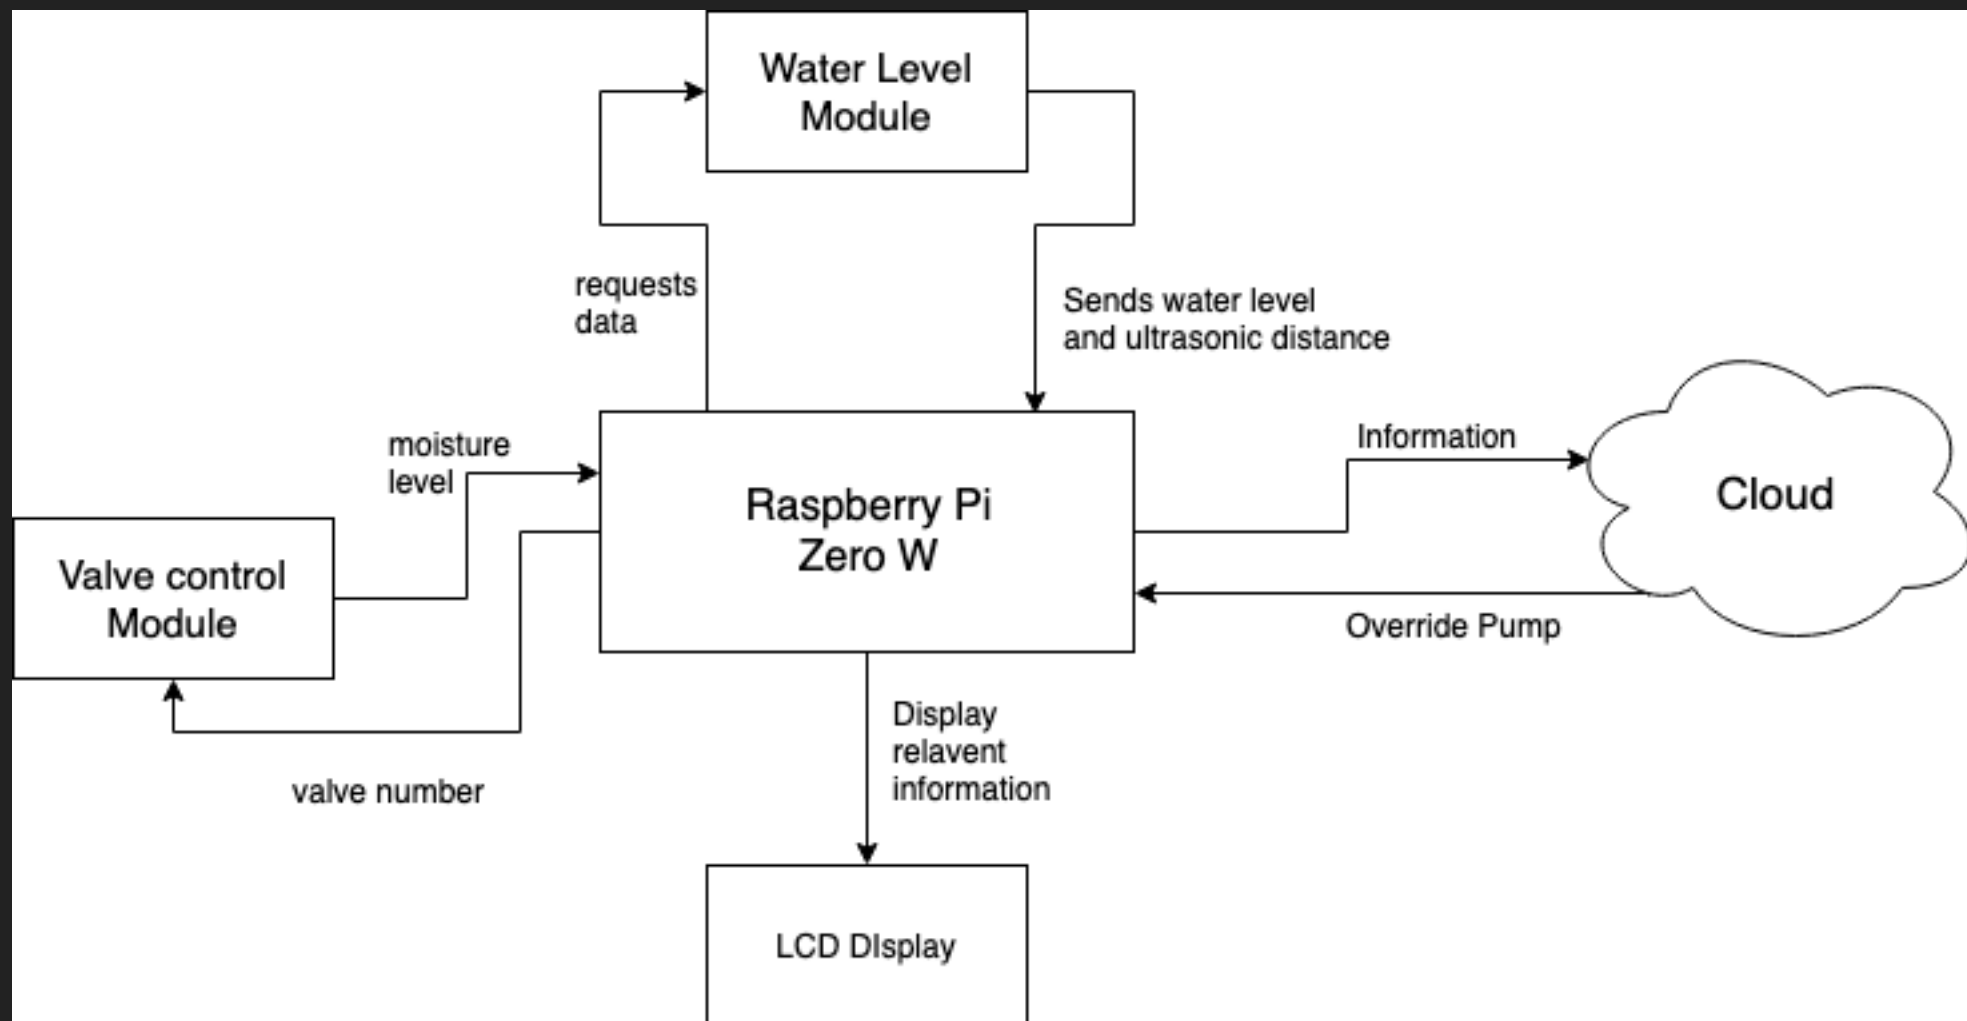 Water Level
Module
requests
data
Sends water level
and ultrasonic distance
moisture
level
Information
Raspberry Pi
Zero W
Cloud
Valve control
Module
Override Pump
Display
relavent
information
valve number
LCD DIsplay